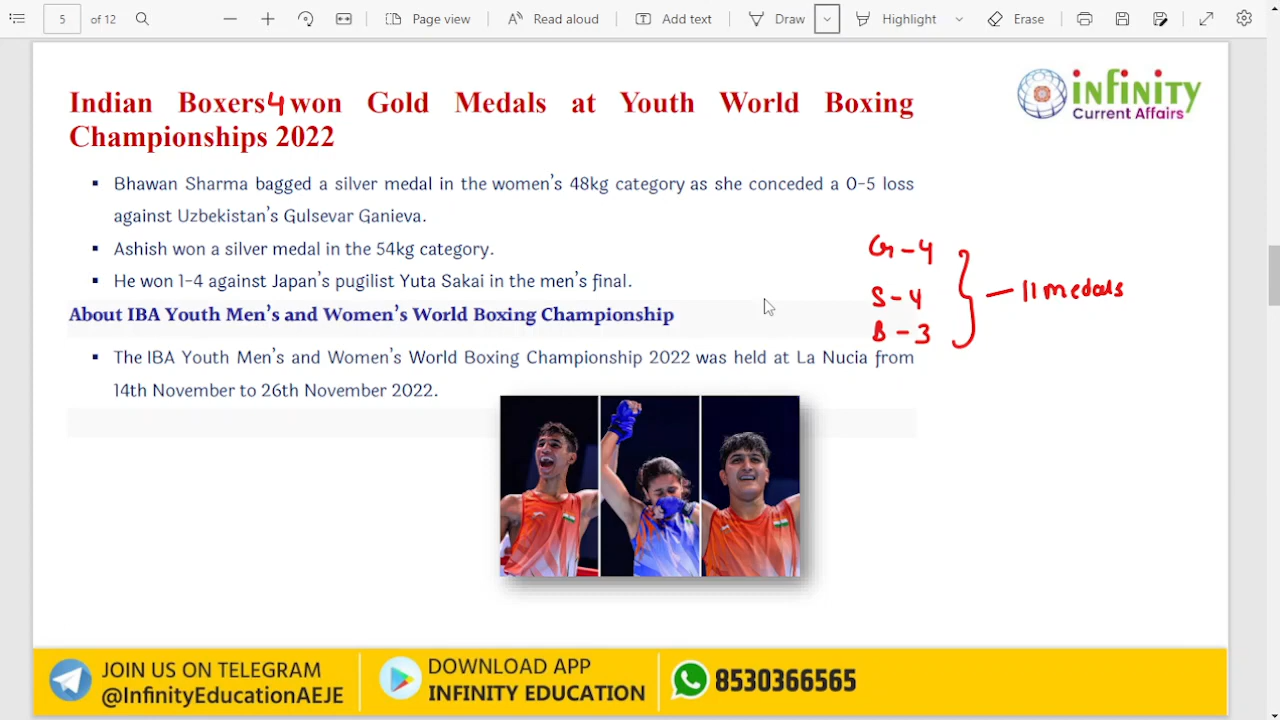 5 of 12 Page view Read aloud Add text Draw Highlight Erase
infinity
Current Affairs
Indian Boxers 4 won Gold Medals at Youth World Boxing
Championships 2022
▪ Bhawan Sharma bagged a silver medal in the women's 48kg category as she conceded a 0-5 loss
against Uzbekistan's Gulsevar Ganieva.
▪ Ashish won a silver medal in the 54kg category.
▪ He won 1-4 against Japan's pugilist Yuta Sakai in the men's final.
G - 4
S - 4
B - 3
11 medals
About IBA Youth Men's and Women's World Boxing Championship
▪ The IBA Youth Men's and Women's World Boxing Championship 2022 was held at La Nucia from
14th November to 26th November 2022.
JOIN US ON TELEGRAM
@InfinityEducationAEJE
DOWNLOAD APP
INFINITY EDUCATION
8530366565